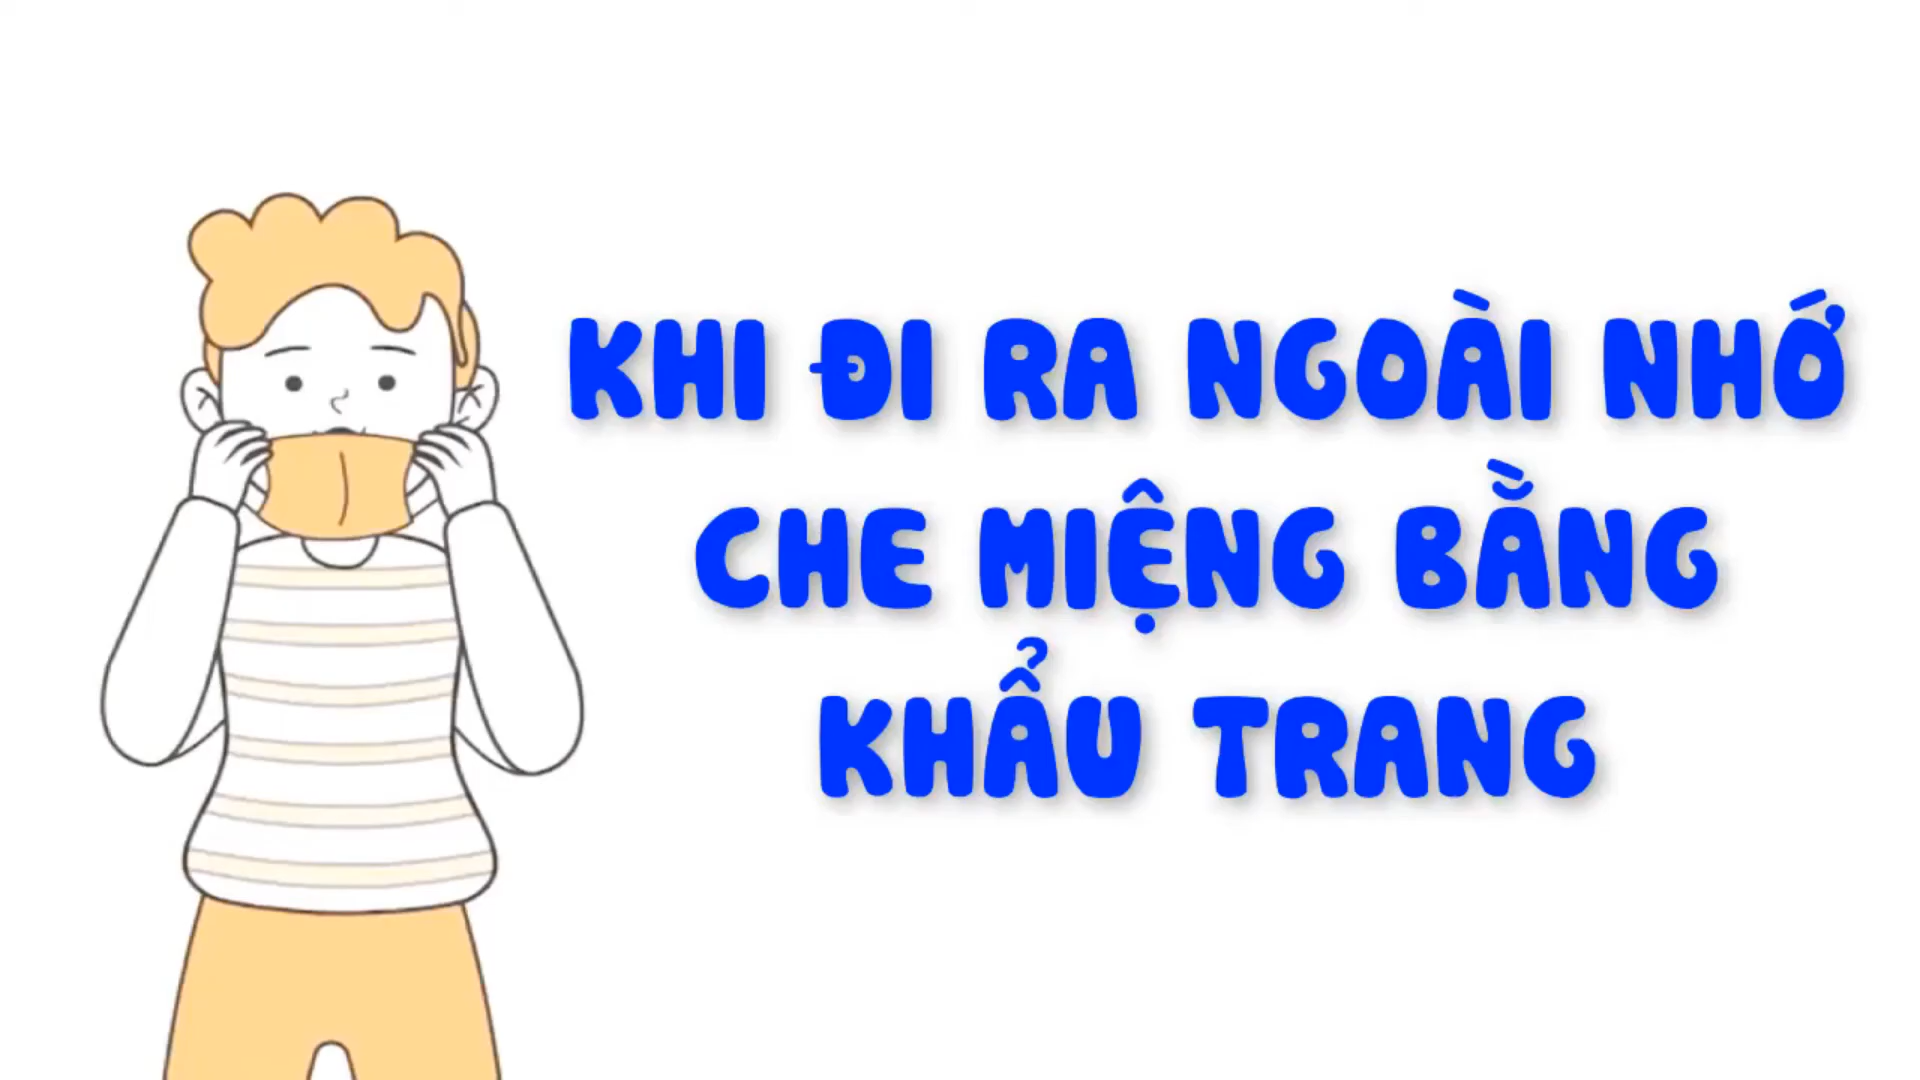 KHI ĐI RA NGOÀI NHỚ
CHE MIỆNG BẰNG
KHẨU TRANG